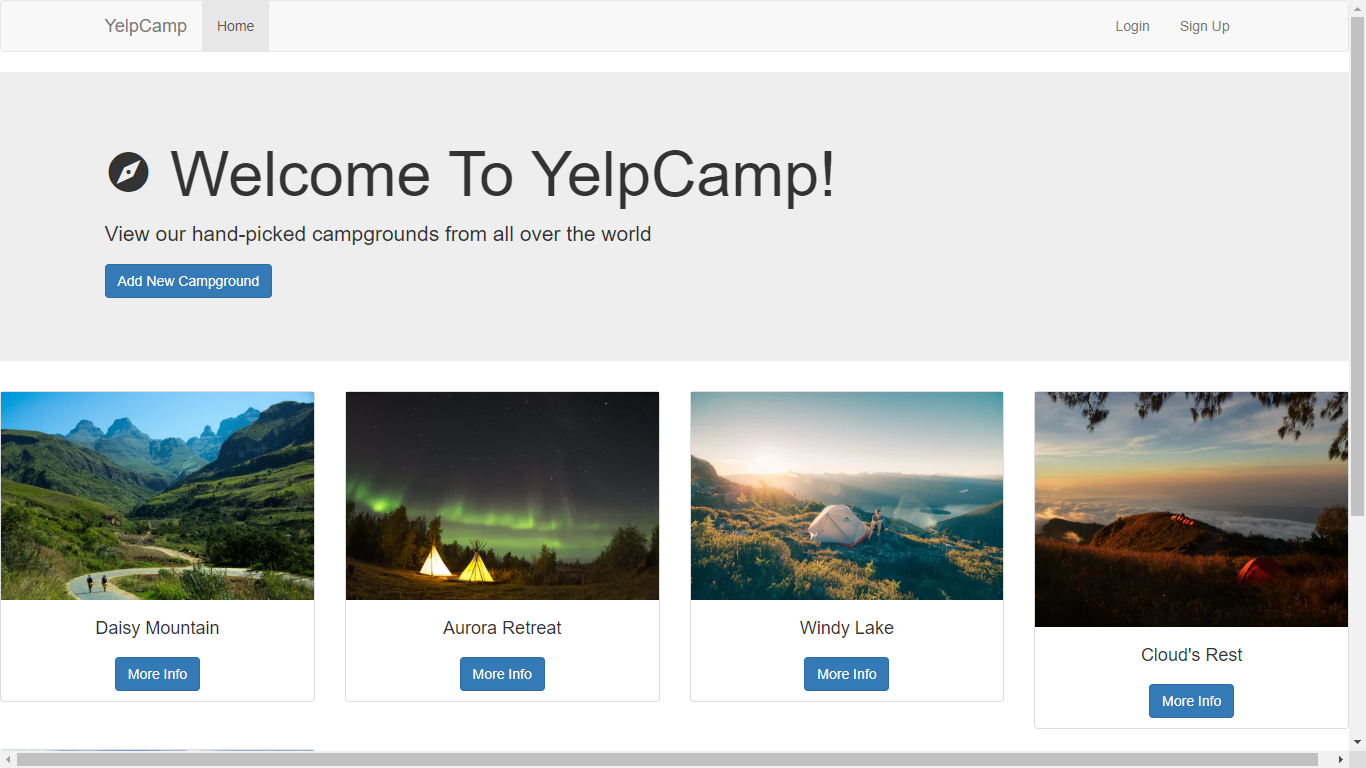 YelpCamp Home Login Sign Up
Welcome To YelpCamp!
View our hand-picked campgrounds from all over the world
Add New Campground
Daisy Mountain
More Info
Aurora Retreat
More Info
Windy Lake
More Info
Cloud's Rest
More Info